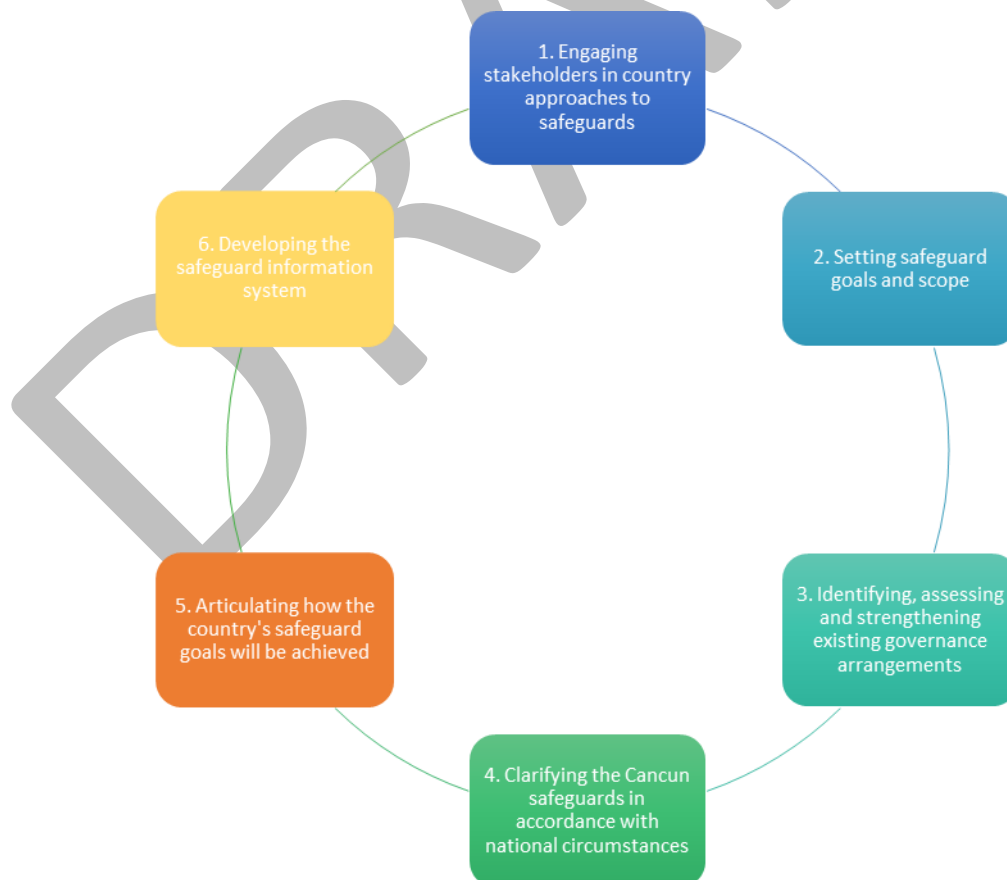 1. Engaging
stakeholders in country
approaches to
safeguards
2. Setting safeguard
goals and scope
3. Identifying, assessing
and strengthening
existing governance
arrangements
4. Clarifying the Cancun
safeguards in
accordance with
national circumstances
5. Articulating how the
country's safeguard
goals will be achieved
6. Developing the
safeguard information
system